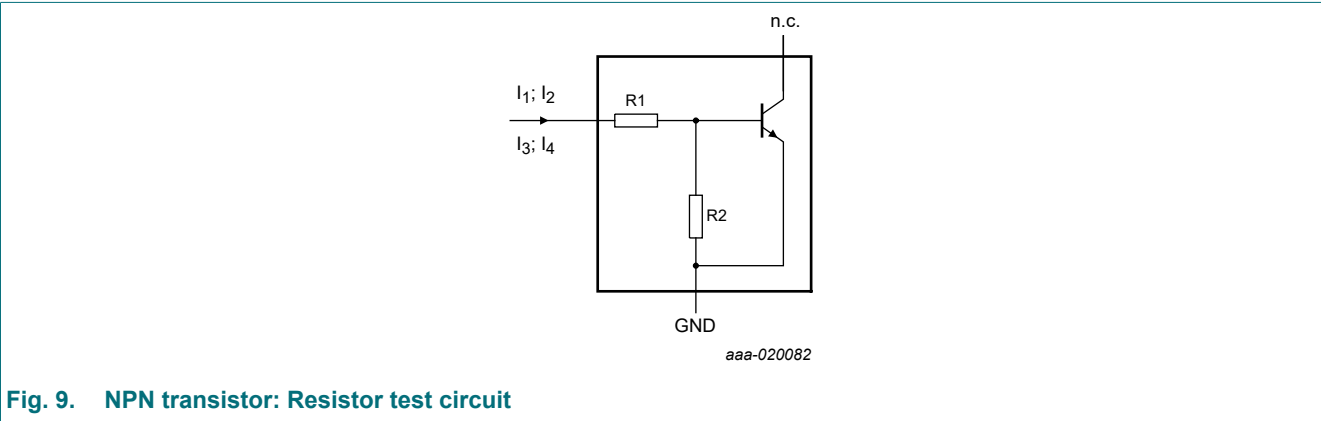 n.c.
I1; I2
R1
I3; I4
R2
GND
aaa-020082
Fig. 9. NPN transistor: Resistor test circuit